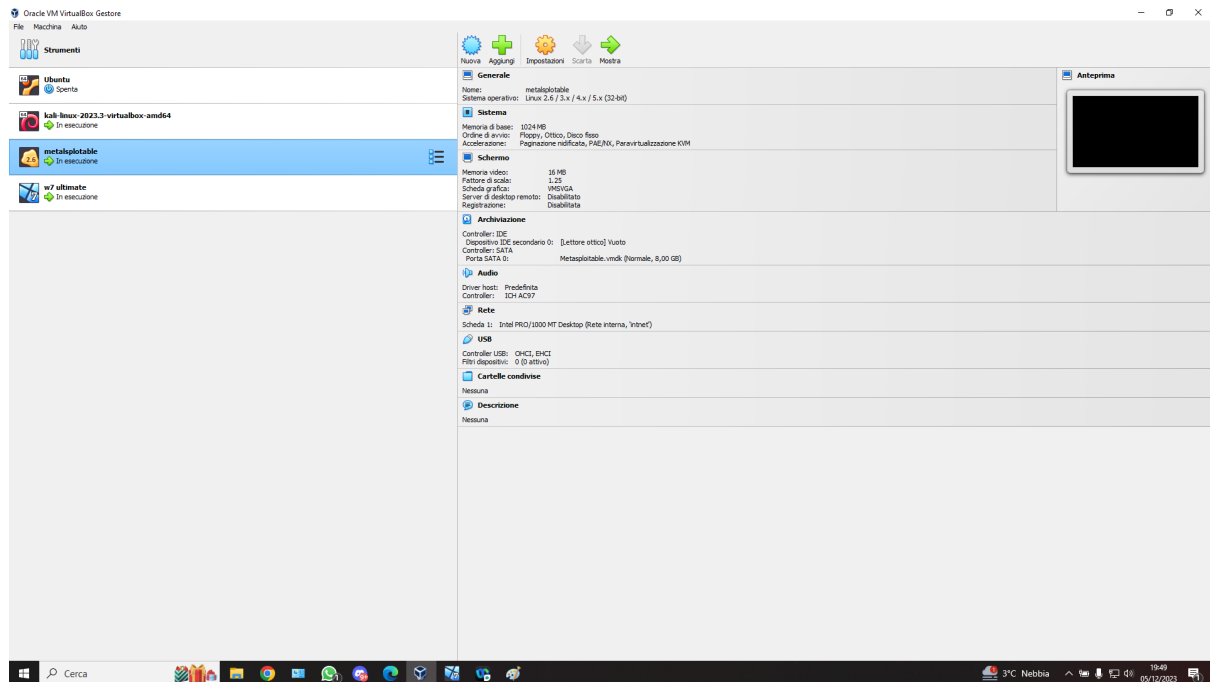 Oracle VM VirtualBox Gestore
File Macchina Aiuto
Strumenti
Nuova Aggiungi Impostazioni Scarta Mostra
64
Ubuntu
Spenta
64
kali-linux-2023.3-virtualbox-amd64
In esecuzione
2.6
metalsplotable
In esecuzione
7
w7 ultimate
In esecuzione
Generale
Nome: metalsplotable
Sistema operativo: Linux 2.6 / 3.x / 4.x / 5.x (32-bit)
Sistema
Memoria di base: 1024 MB
Ordine di avvio: Floppy, Ottico, Disco fisso
Accelerazione: Paginazione nidificata, PAE/NX, Paravirtualizzazione KVM
Schermo
Memoria video: 16 MB
Fattore di scala: 1.25
Scheda grafica: VMSVGA
Server di desktop remoto: Disabilitato
Registrazione: Disabilitata
Archiviazione
Controller: IDE
Dispositivo IDE secondario 0: [Lettore ottico] Vuoto
Controller: SATA
Porta SATA 0: Metasploitable.vmdk (Normale, 8,00 GB)
Audio
Driver host: Predefinita
Controller: ICH AC97
Rete
Scheda 1: Intel PRO/1000 MT Desktop (Rete interna, 'intnet')
USB
Controller USB: OHCI, EHCI
Filtri dispositivi: 0 (0 attivo)
Cartelle condivise
Nessuna
Descrizione
Nessuna
Anteprima
Cerca
3°C Nebbia
19:49
05/12/2023